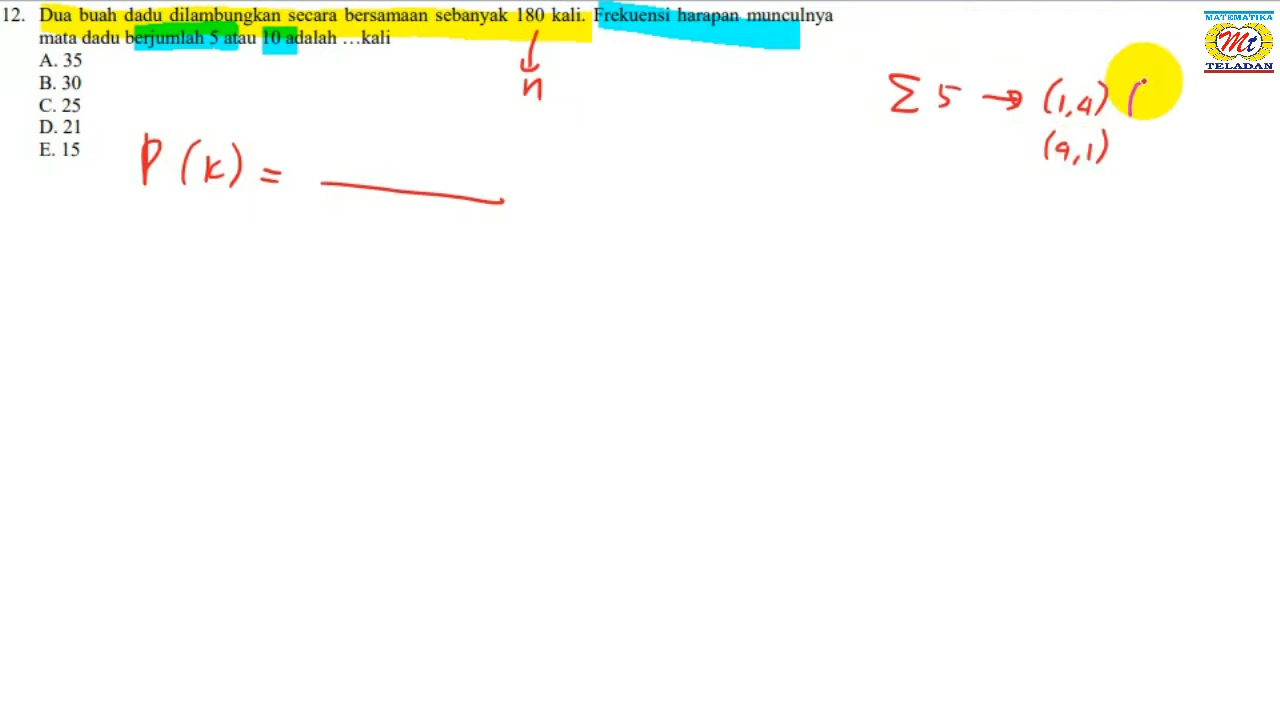 12. Dua buah dadu dilambungkan secara bersamaan sebanyak 180 kali. Frekuensi harapan munculnya
mata dadu berjumlah 5 atau 10 adalah …kali
A. 35
B. 30
C. 25
D. 21
E. 15
n
P (K) =
Σ 5 → (1,4) (
(4,1)
MATEMATIKA
Mt
TELADAN